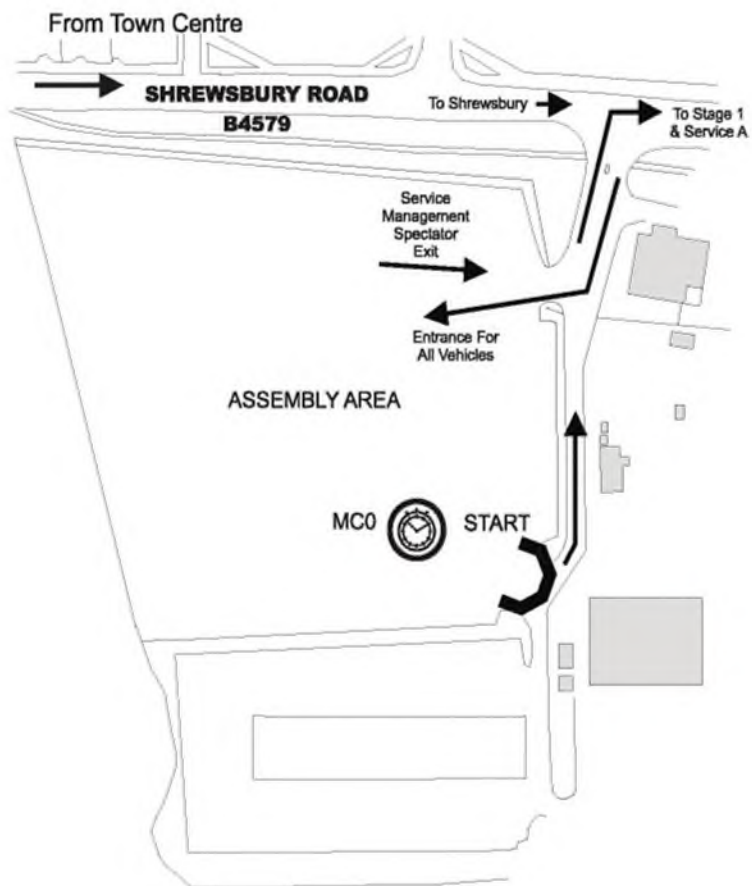 From Town Centre
SHREWSBURY ROAD
B4579
To Shrewsbury
To Stage 1
& Service A
Service
Management
Spectator
Exit
Entrance For
All Vehicles
ASSEMBLY AREA
MC0
START